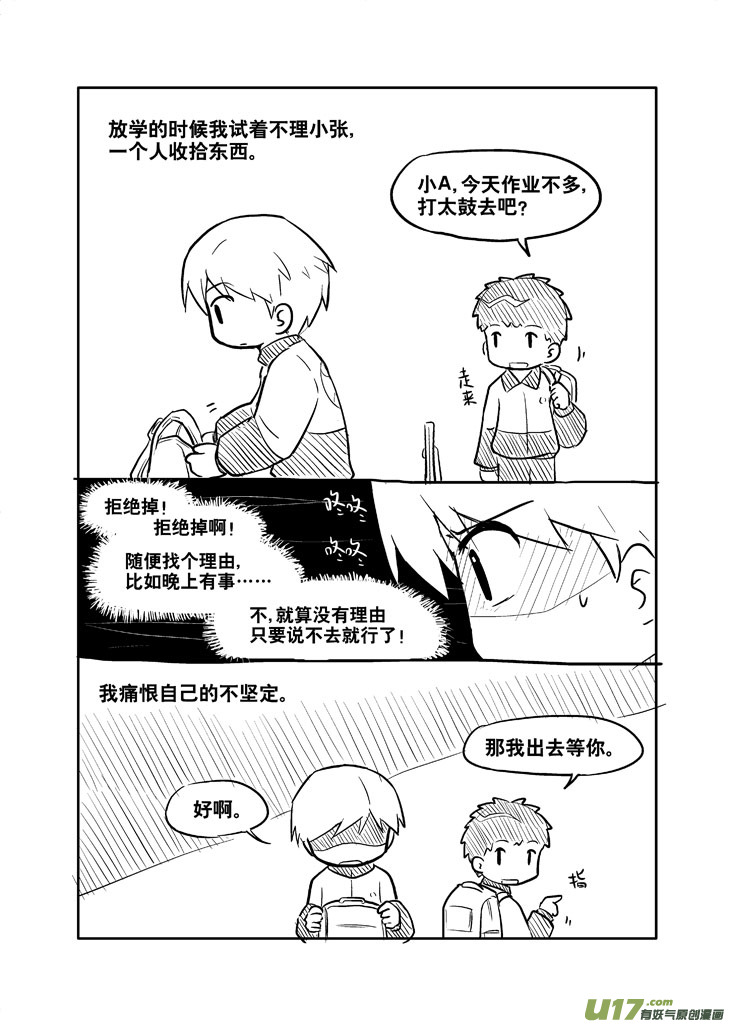 放学的时候我试着不理小张,
一个人收拾东西。
小A,今天作业不多,
打太鼓去吧?
走来
拒绝掉!
拒绝掉啊!
随便找个理由,
比如晚上有事……
不,就算没有理由
只要说不去就行了!
咚咚
咚咚
我痛恨自己的不坚定。
那我出去等你。
好啊。
指
U17.com
有妖气原创漫画